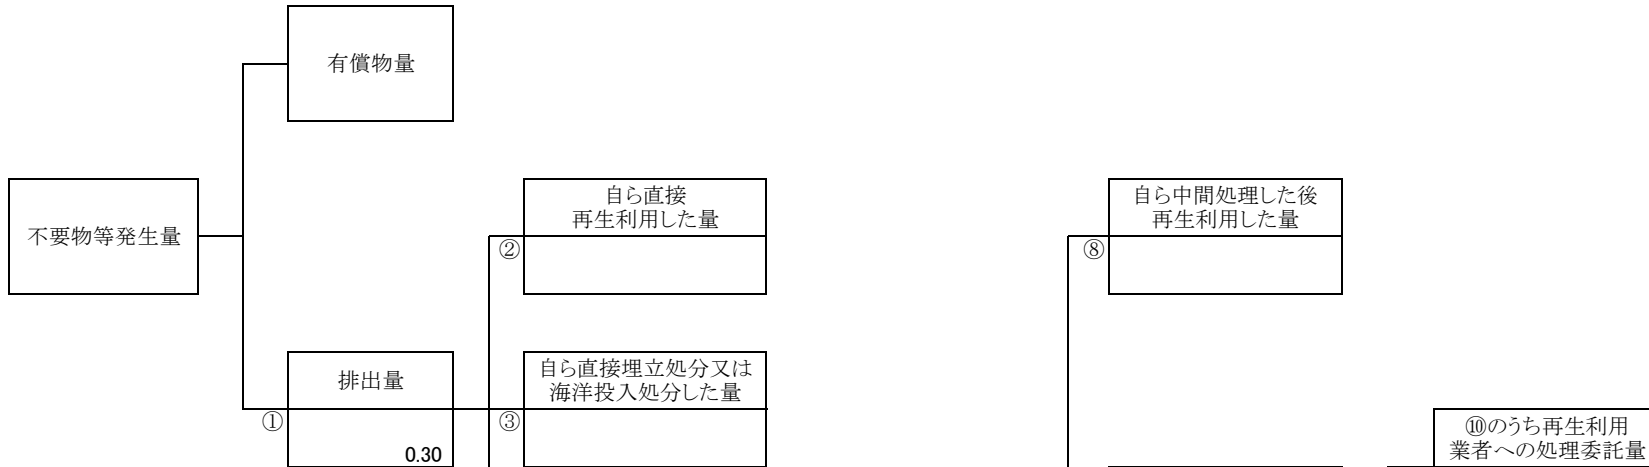 有償物量
不要物等発生量
自ら直接
再生利用した量
②
自ら中間処理した後
再生利用した量
⑧
排出量
①
0.30
自ら直接埋立処分又は
海洋投入処分した量
③
⑩のうち再生利用
業者への処理委託量